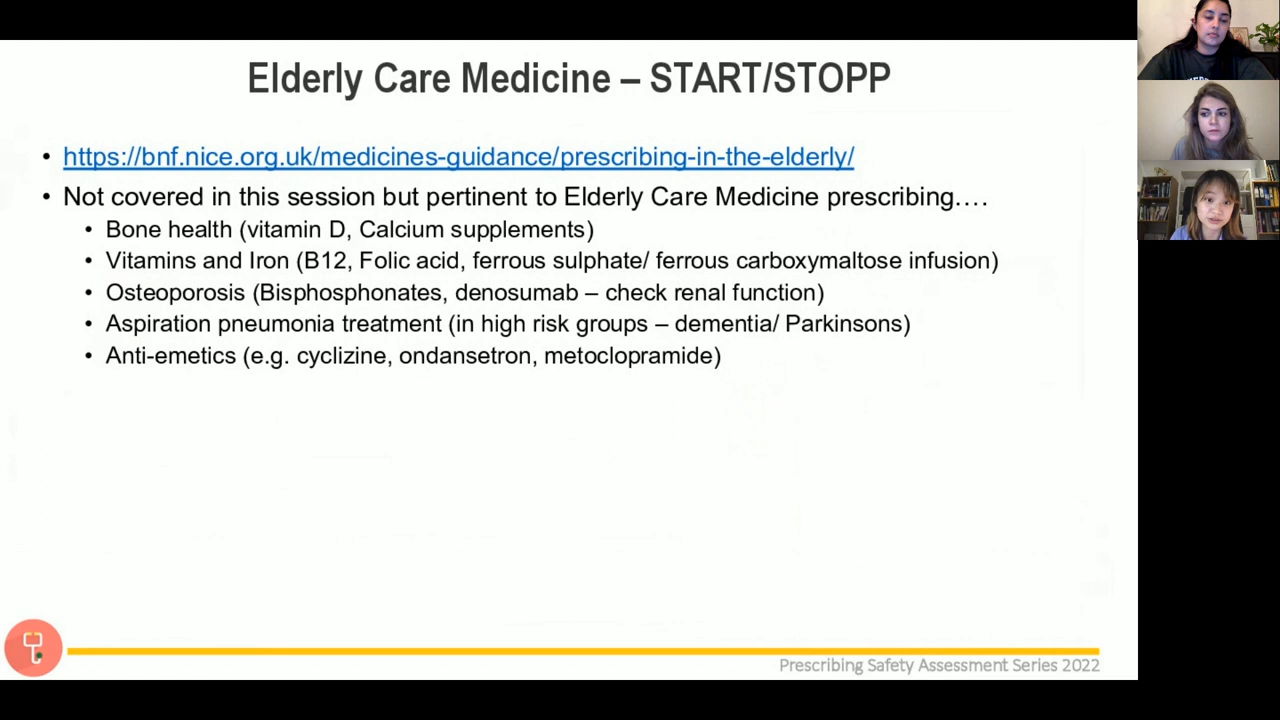 Elderly Care Medicine – START/STOPP
• https://bnf.nice.org.uk/medicines-guidance/prescribing-in-the-elderly/
• Not covered in this session but pertinent to Elderly Care Medicine prescribing….
• Bone health (vitamin D, Calcium supplements)
• Vitamins and Iron (B12, Folic acid, ferrous sulphate/ ferrous carboxymaltose infusion)
• Osteoporosis (Bisphosphonates, denosumab – check renal function)
• Aspiration pneumonia treatment (in high risk groups – dementia/ Parkinsons)
• Anti-emetics (e.g. cyclizine, ondansetron, metoclopramide)
Prescribing Safety Assessment Series 2022